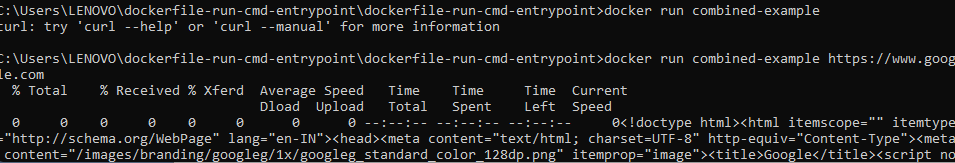 C:\Users\LENOVO\dockerfile-run-cmd-entrypoint\dockerfile-run-cmd-entrypoint>docker run combined-example
curl: try 'curl --help' or 'curl --manual' for more information
C:\Users\LENOVO\dockerfile-run-cmd-entrypoint\dockerfile-run-cmd-entrypoint>docker run combined-example https://www.goog
le.com
% Total % Received % Xferd Average Speed Time Time Time Current
Dload Upload Total Spent Left Speed
0 0 0 0 0 0 0 0 --:--:-- --:--:-- --:--:-- 0<!doctype html><html itemscope="" itemtype
="http://schema.org/WebPage" lang="en-IN"><head><meta content="text/html; charset=UTF-8" http-equiv="Content-Type"><meta
content="/images/branding/googleg/1x/googleg_standard_color_128dp.png" itemprop="image"><title>Google</title><script no